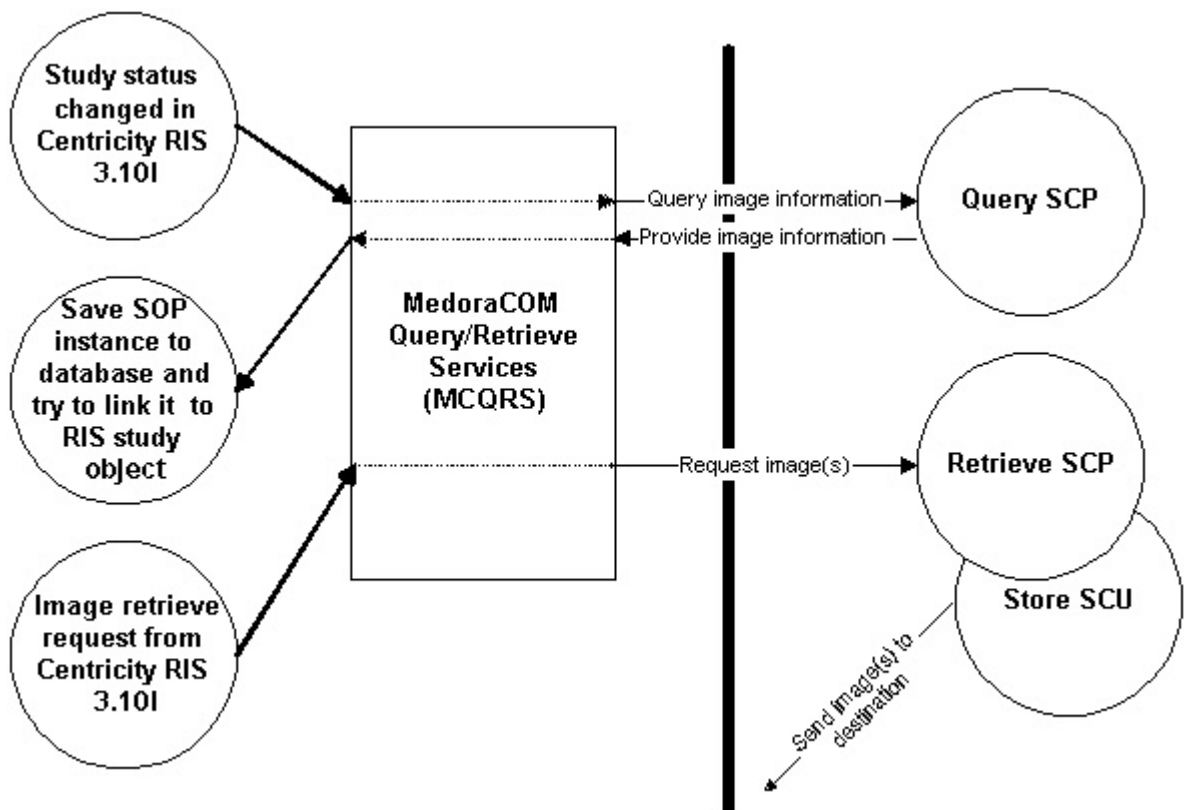 Study status
changed in
Centricity RIS
3.10I
Save SOP
instance to
database and
try to link it to
RIS study
object
Image retrieve
request from
Centricity RIS
3.10I
MedoraCOM
Query/Retrieve
Services
(MCQRS)
Query image information
Provide image information
Request image(s)
Query SCP
Retrieve SCP
Store SCU
Send image(s) to
destination